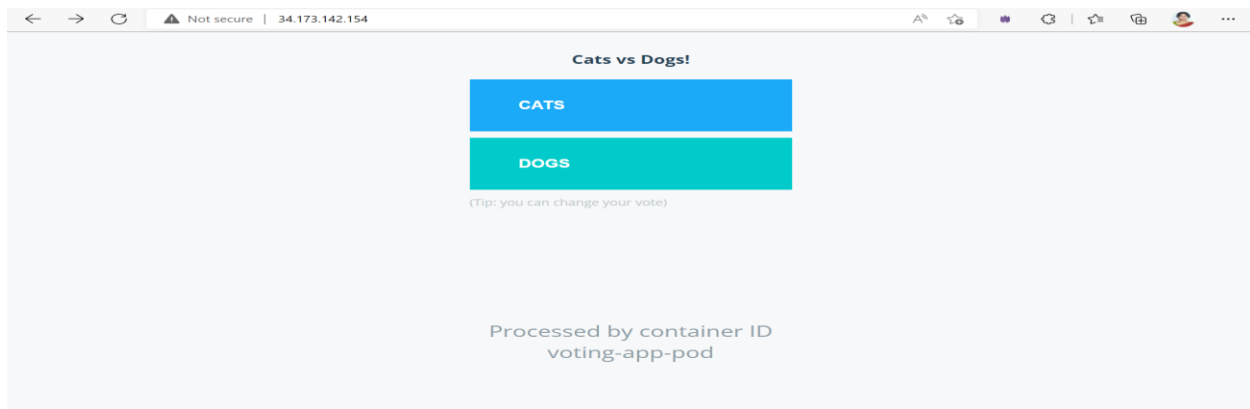 Not secure | 34.173.142.154
Cats vs Dogs!
CATS
DOGS
(Tip: you can change your vote)
Processed by container ID
voting-app-pod